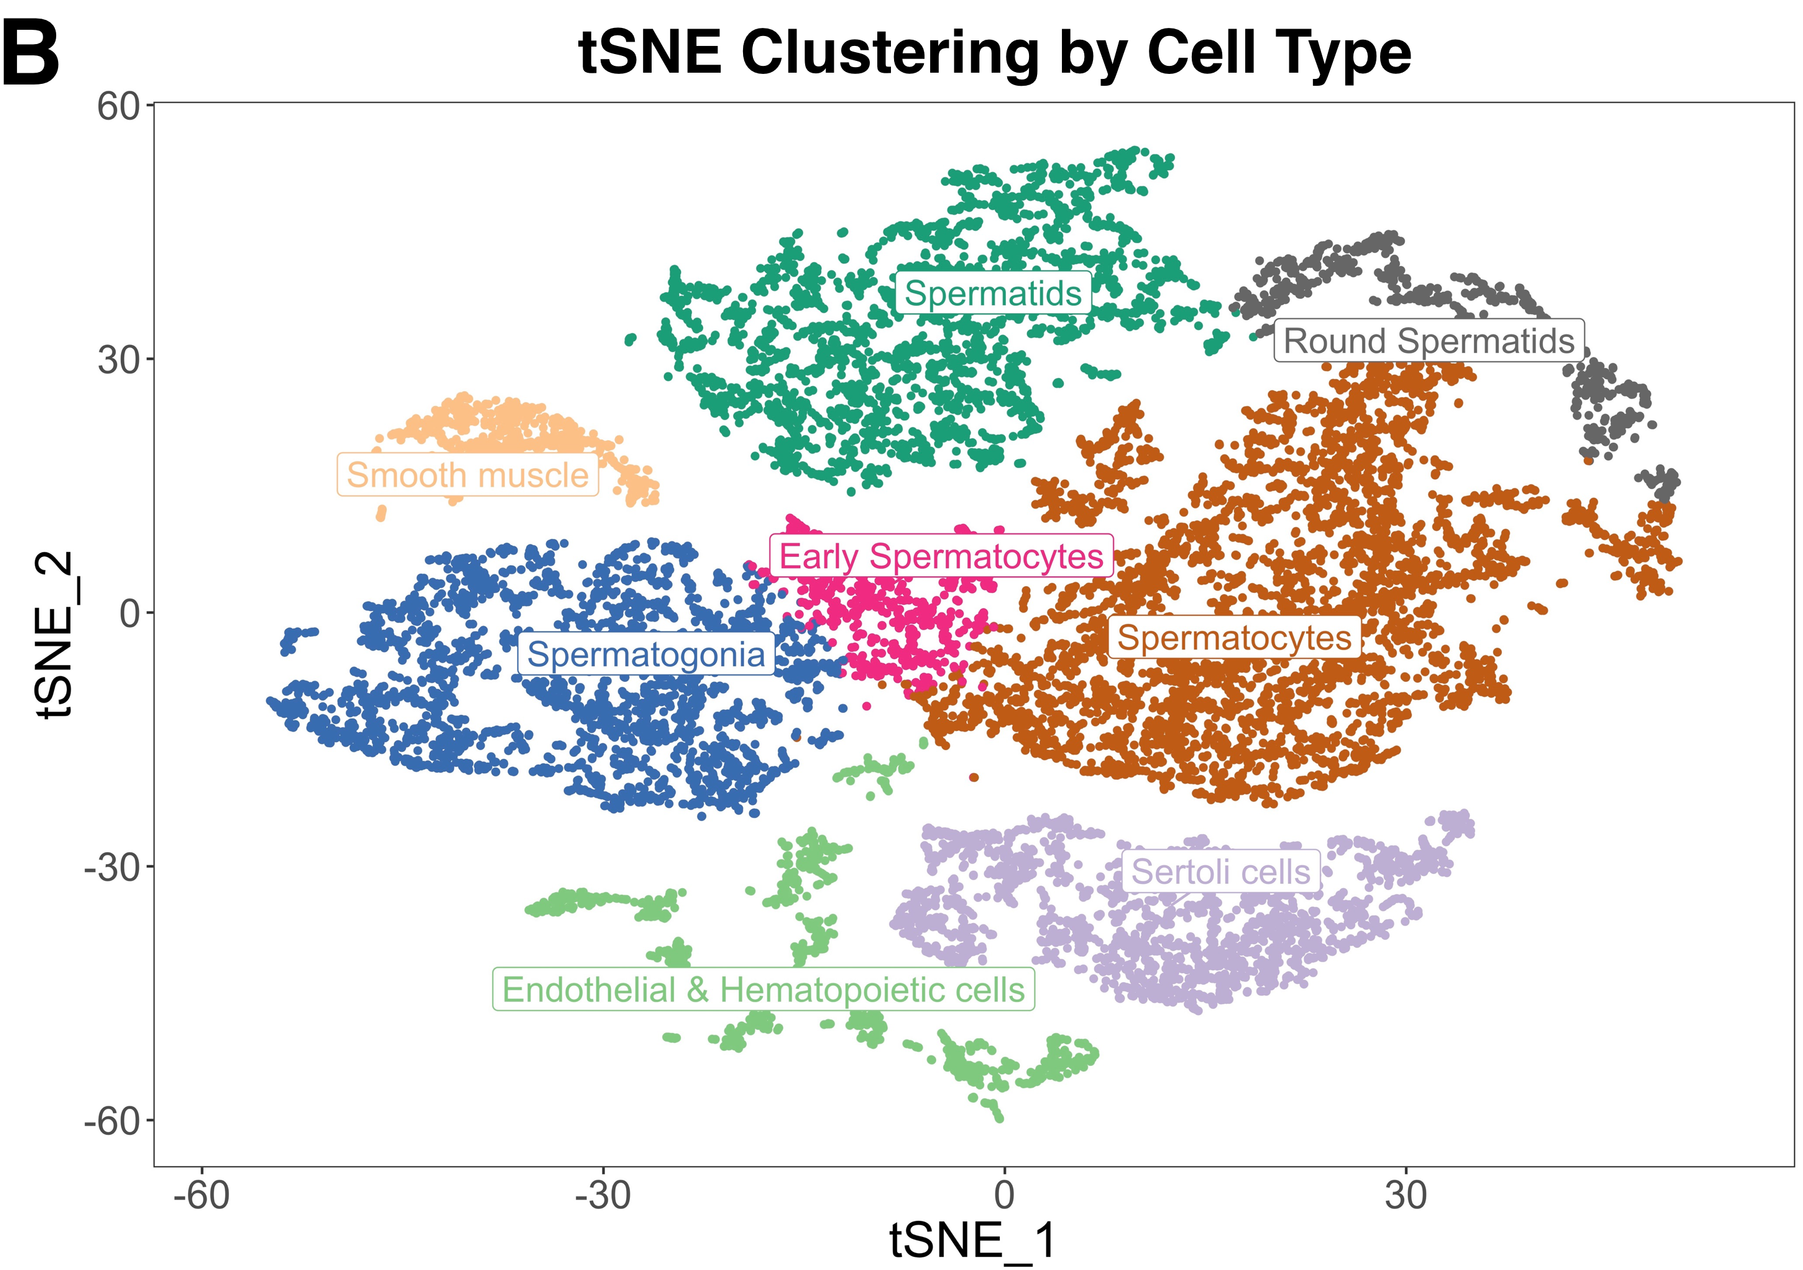 B
tSNE Clustering by Cell Type
60
30
0
-30
-60
tSNE_2
Spermatids
Round Spermatids
Smooth muscle
Early Spermatocytes
Spermatogonia
Spermatocytes
Sertoli cells
Endothelial & Hematopoietic cells
-60
-30
0
30
tSNE_1